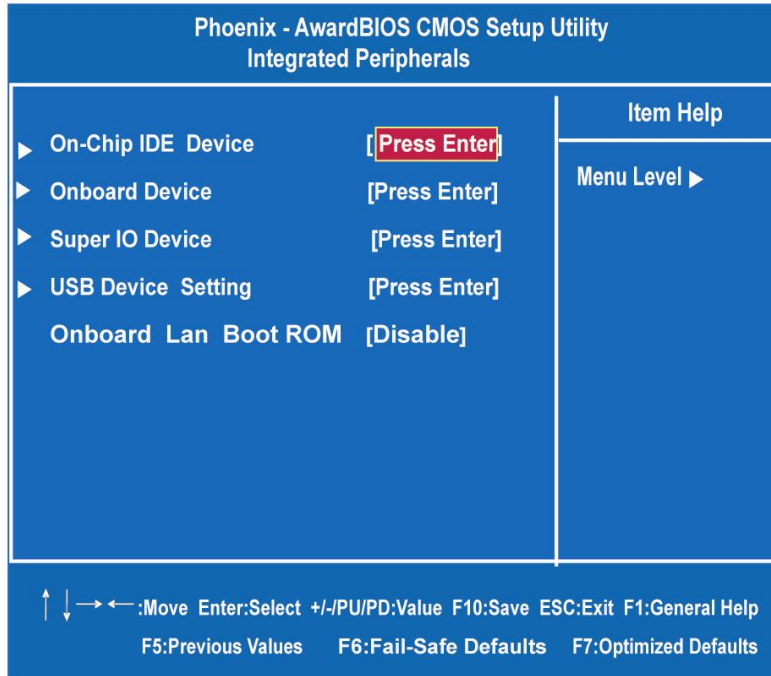 Phoenix - AwardBIOS CMOS Setup Utility
Integrated Peripherals
Item Help
Menu Level ▶
▶ On-Chip IDE Device [Press Enter]
▶ Onboard Device [Press Enter]
▶ Super IO Device [Press Enter]
▶ USB Device Setting [Press Enter]
Onboard Lan Boot ROM [Disable]
↑ ↓ → ← :Move Enter:Select +/-/PU/PD:Value F10:Save ESC:Exit F1:General Help
F5:Previous Values F6:Fail-Safe Defaults F7:Optimized Defaults